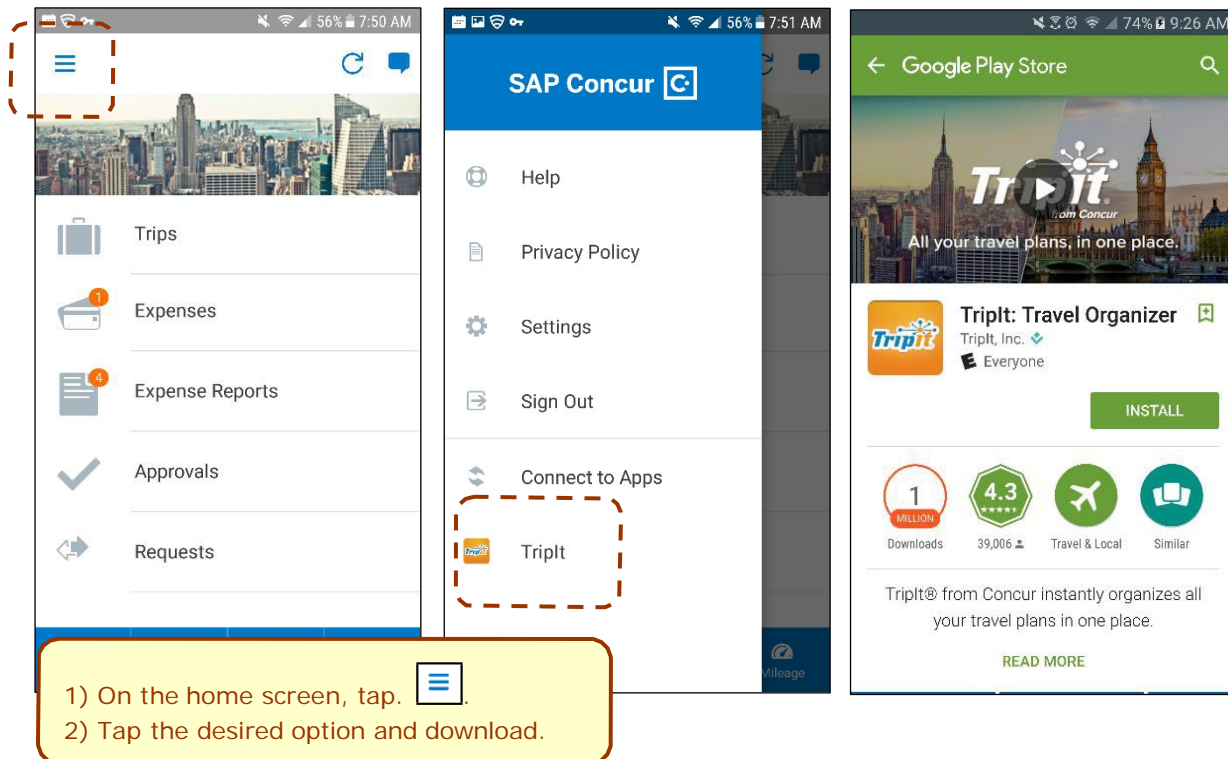 56% 7:50 AM
Trips
1
Expenses
4
Expense Reports
Approvals
Requests
56% 7:51 AM
SAP Concur C
Help
Privacy Policy
Settings
Sign Out
Connect to Apps
TripIt
TripIt
Mileage
74% 9:26 AM
Google Play Store
TripIt
from Concur
All your travel plans, in one place.
TripIt
TripIt: Travel Organizer
TripIt, Inc.
E Everyone
INSTALL
1
MILLION
Downloads
4.3
39,006
Travel & Local
Similar
TripIt® from Concur instantly organizes all
your travel plans in one place.
READ MORE
1) On the home screen, tap. .
2) Tap the desired option and download.